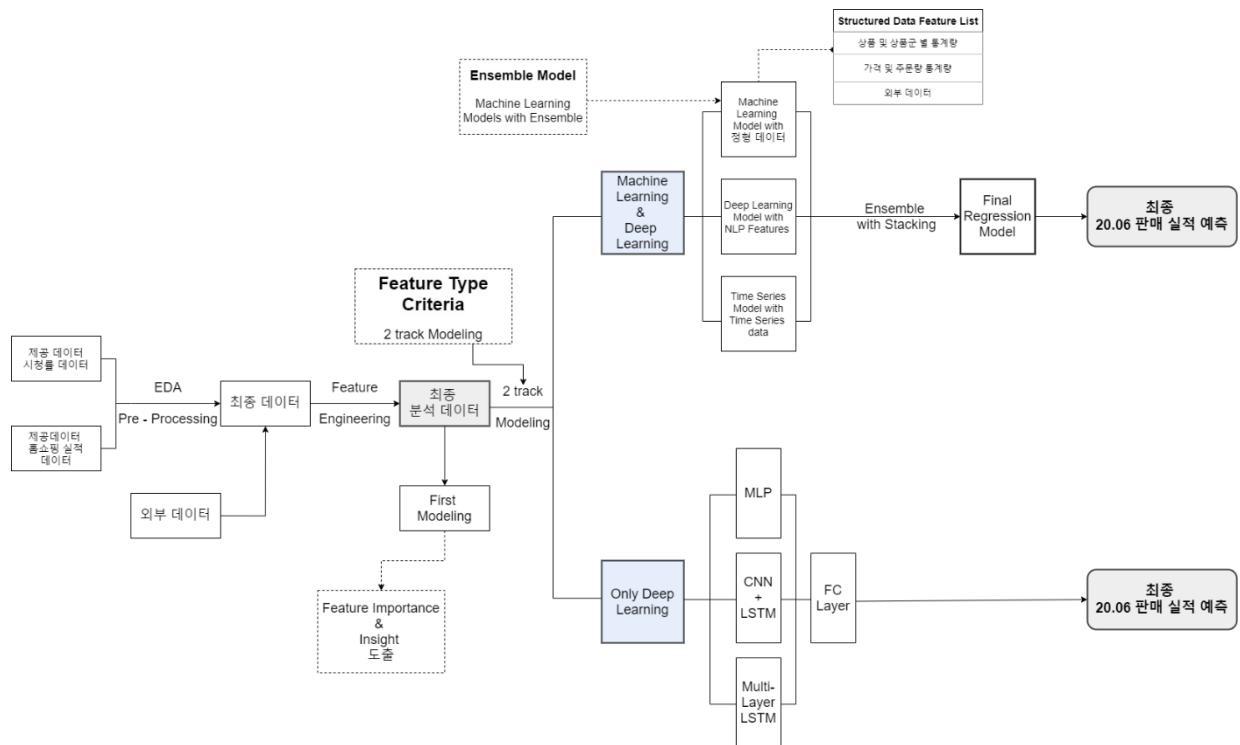 Structured Data Feature List
상품 및 상품군 별 통계량
가격 및 주문량 통계량
외부 데이터
Ensemble Model
Machine Learning
Models with Ensemble
Machine
Learning
Model with
정형 데이터
Machine
Learning
&
Deep
Learning
Deep Learning
Model with
NLP Features
Ensemble
with Stacking
Final
Regression
Model
최종
20.06 판매 실적 예측
Time Series
Model with
Time Series
data
Feature Type
Criteria
2 track Modeling
제공 데이터
시청률 데이터
제공데이터
홈쇼핑 실적
데이터
EDA
Pre - Processing
최종 데이터
외부 데이터
Feature
Engineering
최종
분석 데이터
2 track
Modeling
First
Modeling
Feature Importance
&
Insight
도출
Only Deep
Learning
MLP
CNN
+
LSTM
Multi-
Layer
LSTM
FC
Layer
최종
20.06 판매 실적 예측